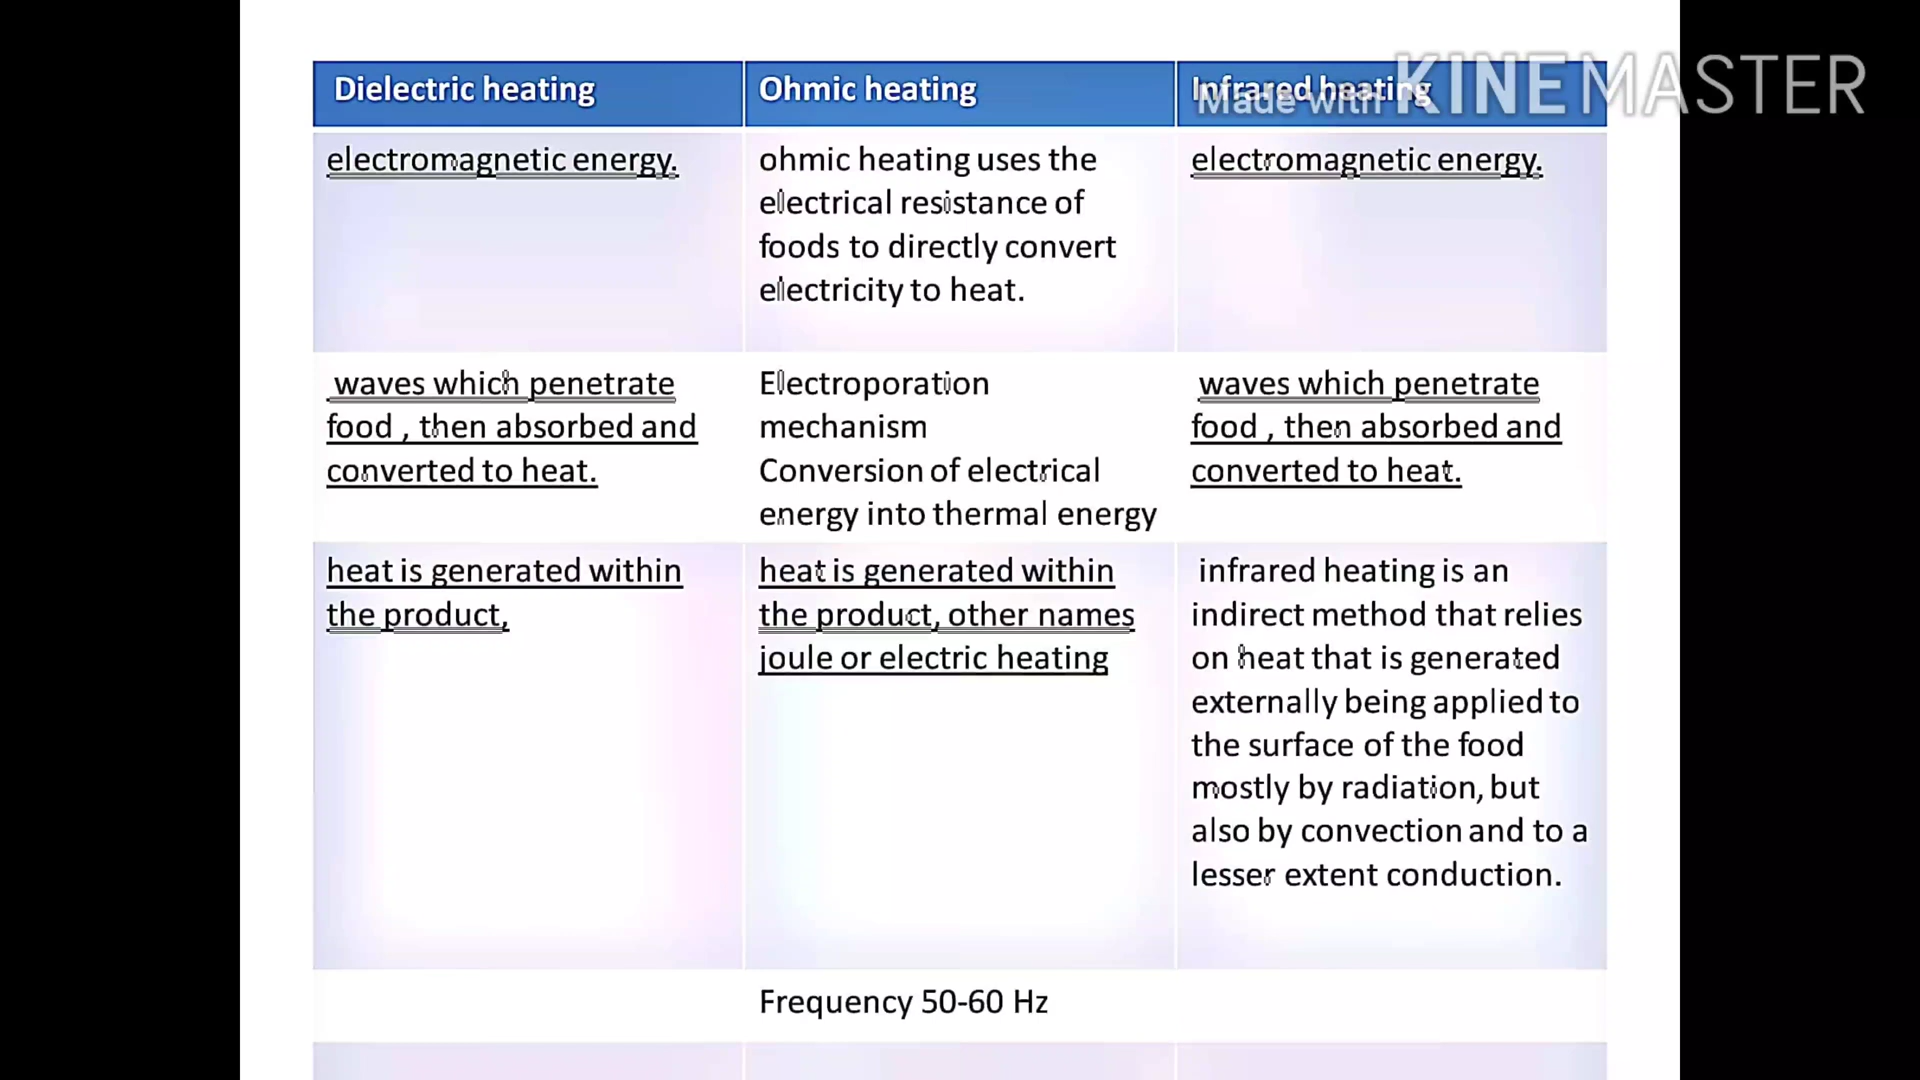 Dielectric heating
Ohmic heating
Infrared heating
Made with KINEMASTER
electromagnetic energy.
ohmic heating uses the
electrical resistance of
foods to directly convert
electricity to heat.
electromagnetic energy.
waves which penetrate
food , then absorbed and
converted to heat.
Electroporation
mechanism
Conversion of electrical
energy into thermal energy
waves which penetrate
food , then absorbed and
converted to heat.
heat is generated within
the product,
heat is generated within
the product, other names
joule or electric heating
infrared heating is an
indirect method that relies
on heat that is generated
externally being applied to
the surface of the food
mostly by radiation, but
also by convection and to a
lesser extent conduction.
Frequency 50-60 Hz